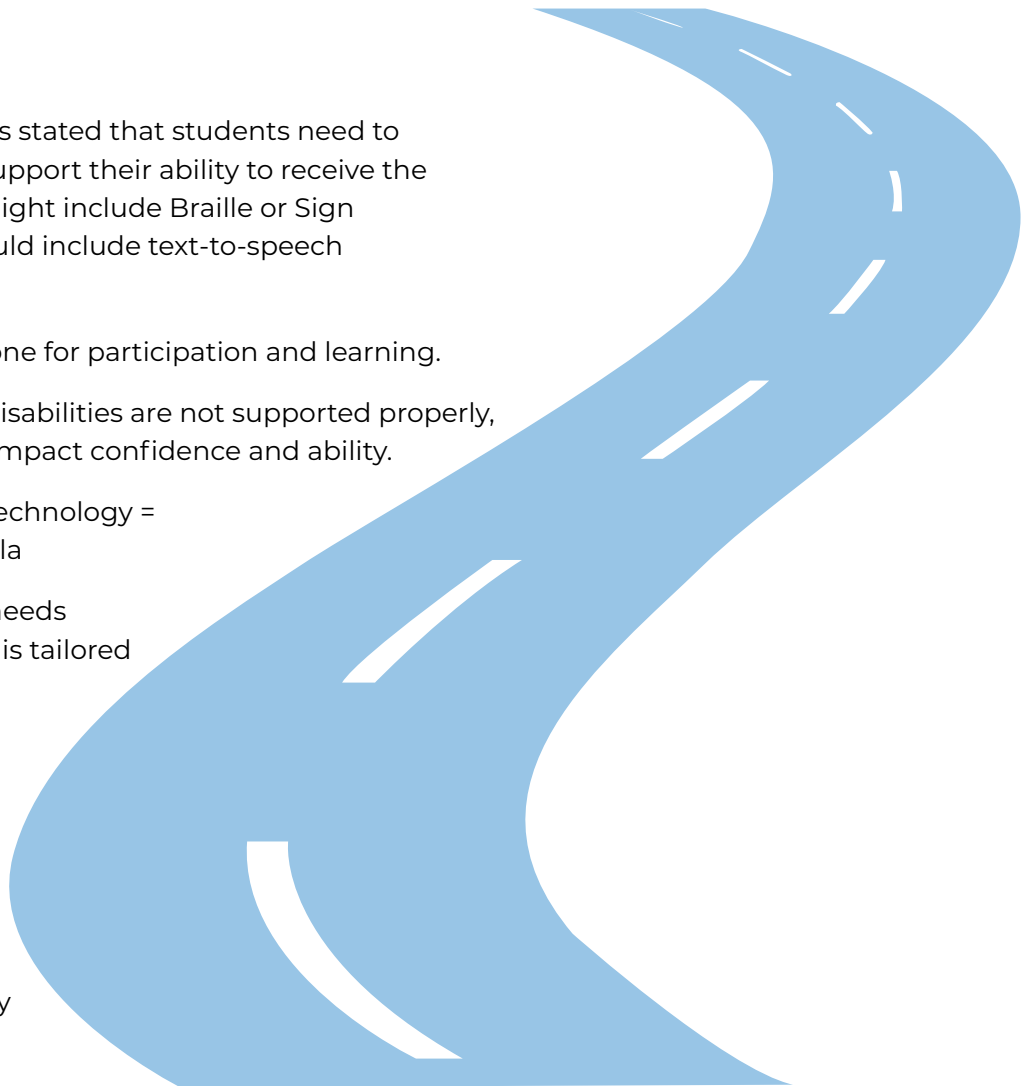 s stated that students need to
upport their ability to receive the
ight include Braille or Sign
uld include text-to-speech
ne for participation and learning.
isabilities are not supported properly,
mpact confidence and ability.
echnology =
la
eeds
is tailored
y